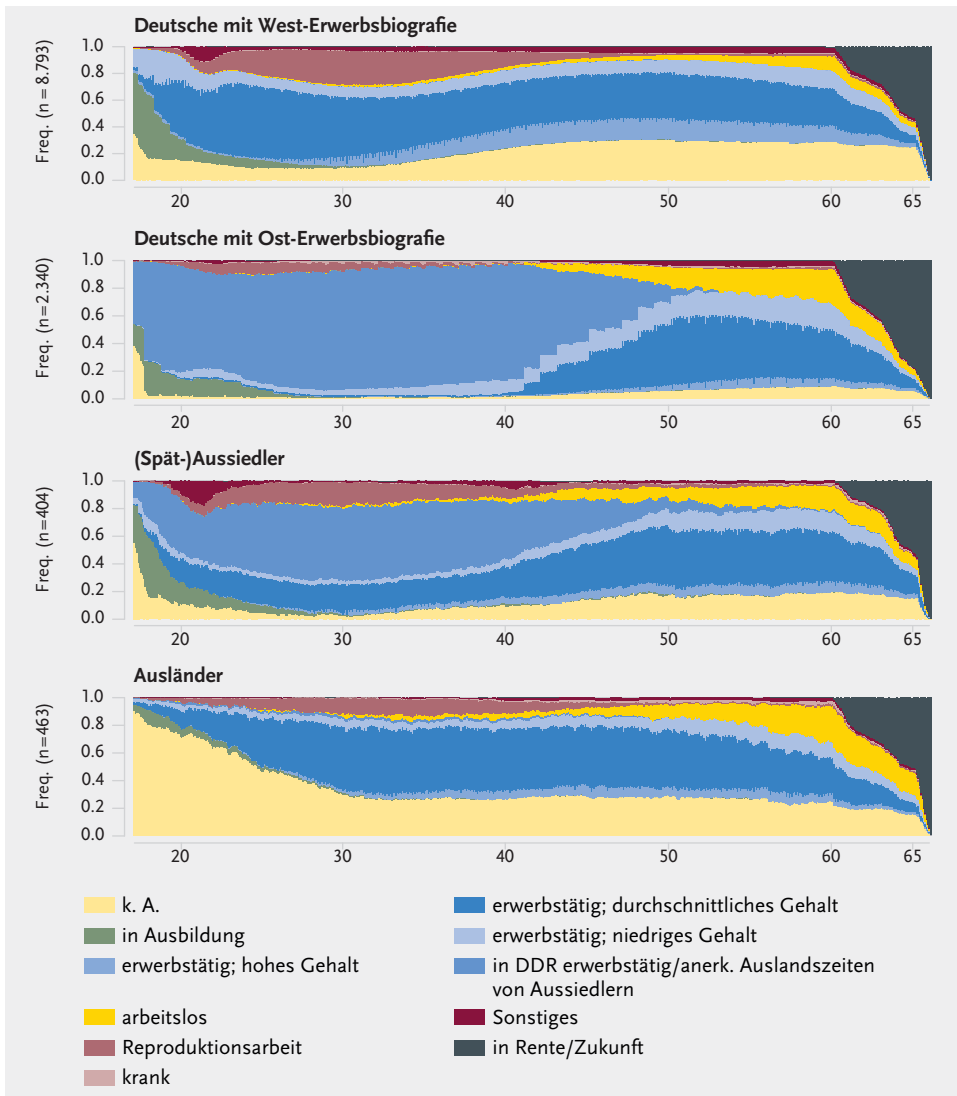 Deutsche mit West-Erwerbsbiografie
Freq. (n = 8.793)
1.0
0.8
0.6
0.4
0.2
0.0
20 30 40 50 60 65
Deutsche mit Ost-Erwerbsbiografie
Freq. (n=2.340)
1.0
0.8
0.6
0.4
0.2
0.0
20 30 40 50 60 65
(Spät-)Aussiedler
Freq. (n=404)
1.0
0.8
0.6
0.4
0.2
0.0
20 30 40 50 60 65
Ausländer
Freq. (n=463)
1.0
0.8
0.6
0.4
0.2
0.0
20 30 40 50 60 65
k. A.
in Ausbildung
erwerbstätig; hohes Gehalt
arbeitslos
Reproduktionsarbeit
krank
erwerbstätig; durchschnittliches Gehalt
erwerbstätig; niedriges Gehalt
in DDR erwerbstätig/anerk. Auslandszeiten
von Aussiedlern
Sonstiges
in Rente/Zukunft